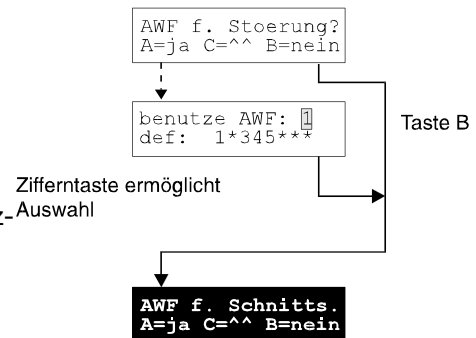 AWF f. Stoerung?
A=ja C=^^ B=nein
benutze AWF: 1
def: 1*345***
Taste B
Zifferntaste ermöglicht
z-Auswahl
AWF f. Schnitts.
A=ja C=^^ B=nein